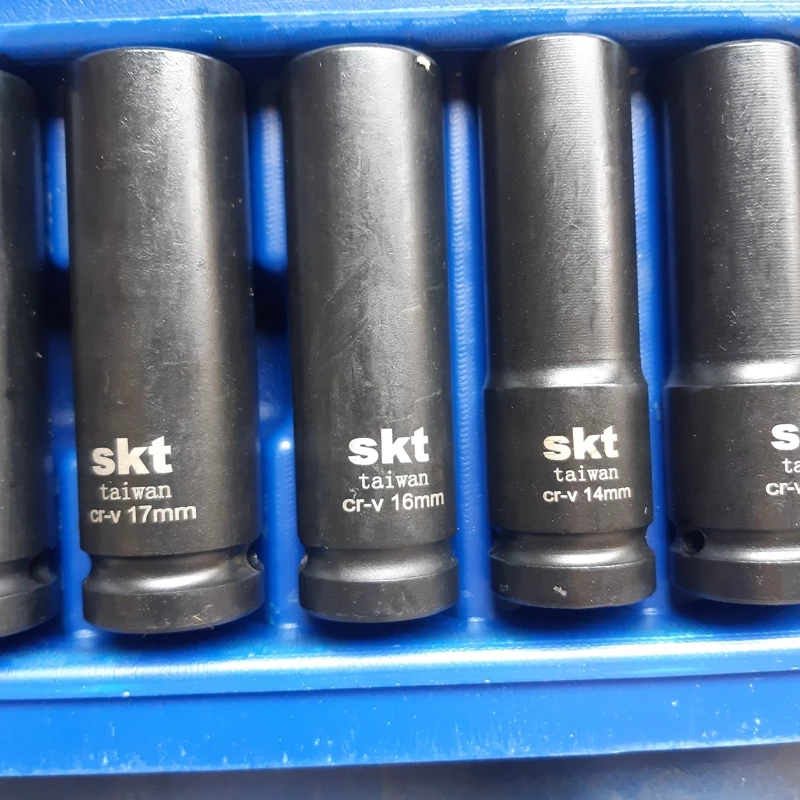 skt
taiwan
cr-v 17mm
skt
taiwan
cr-v 16mm
skt
taiwan
cr-v 14mm